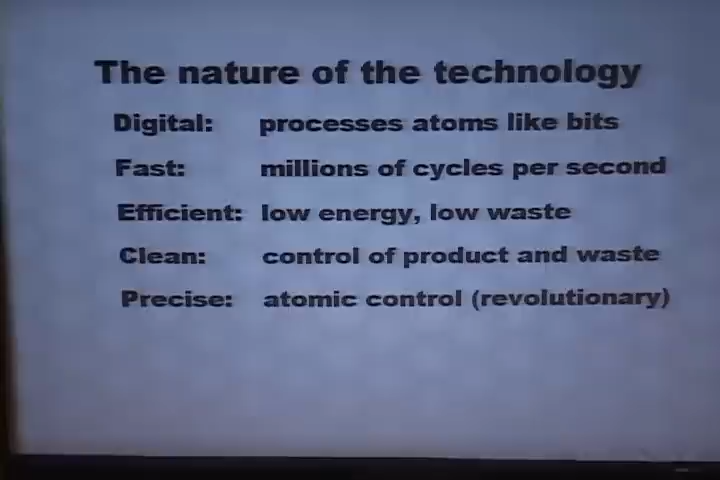 The nature of the technology
Digital: processes atoms like bits
Fast: millions of cycles per second
Efficient: low energy, low waste
Clean: control of product and waste
Precise: atomic control (revolutionary)